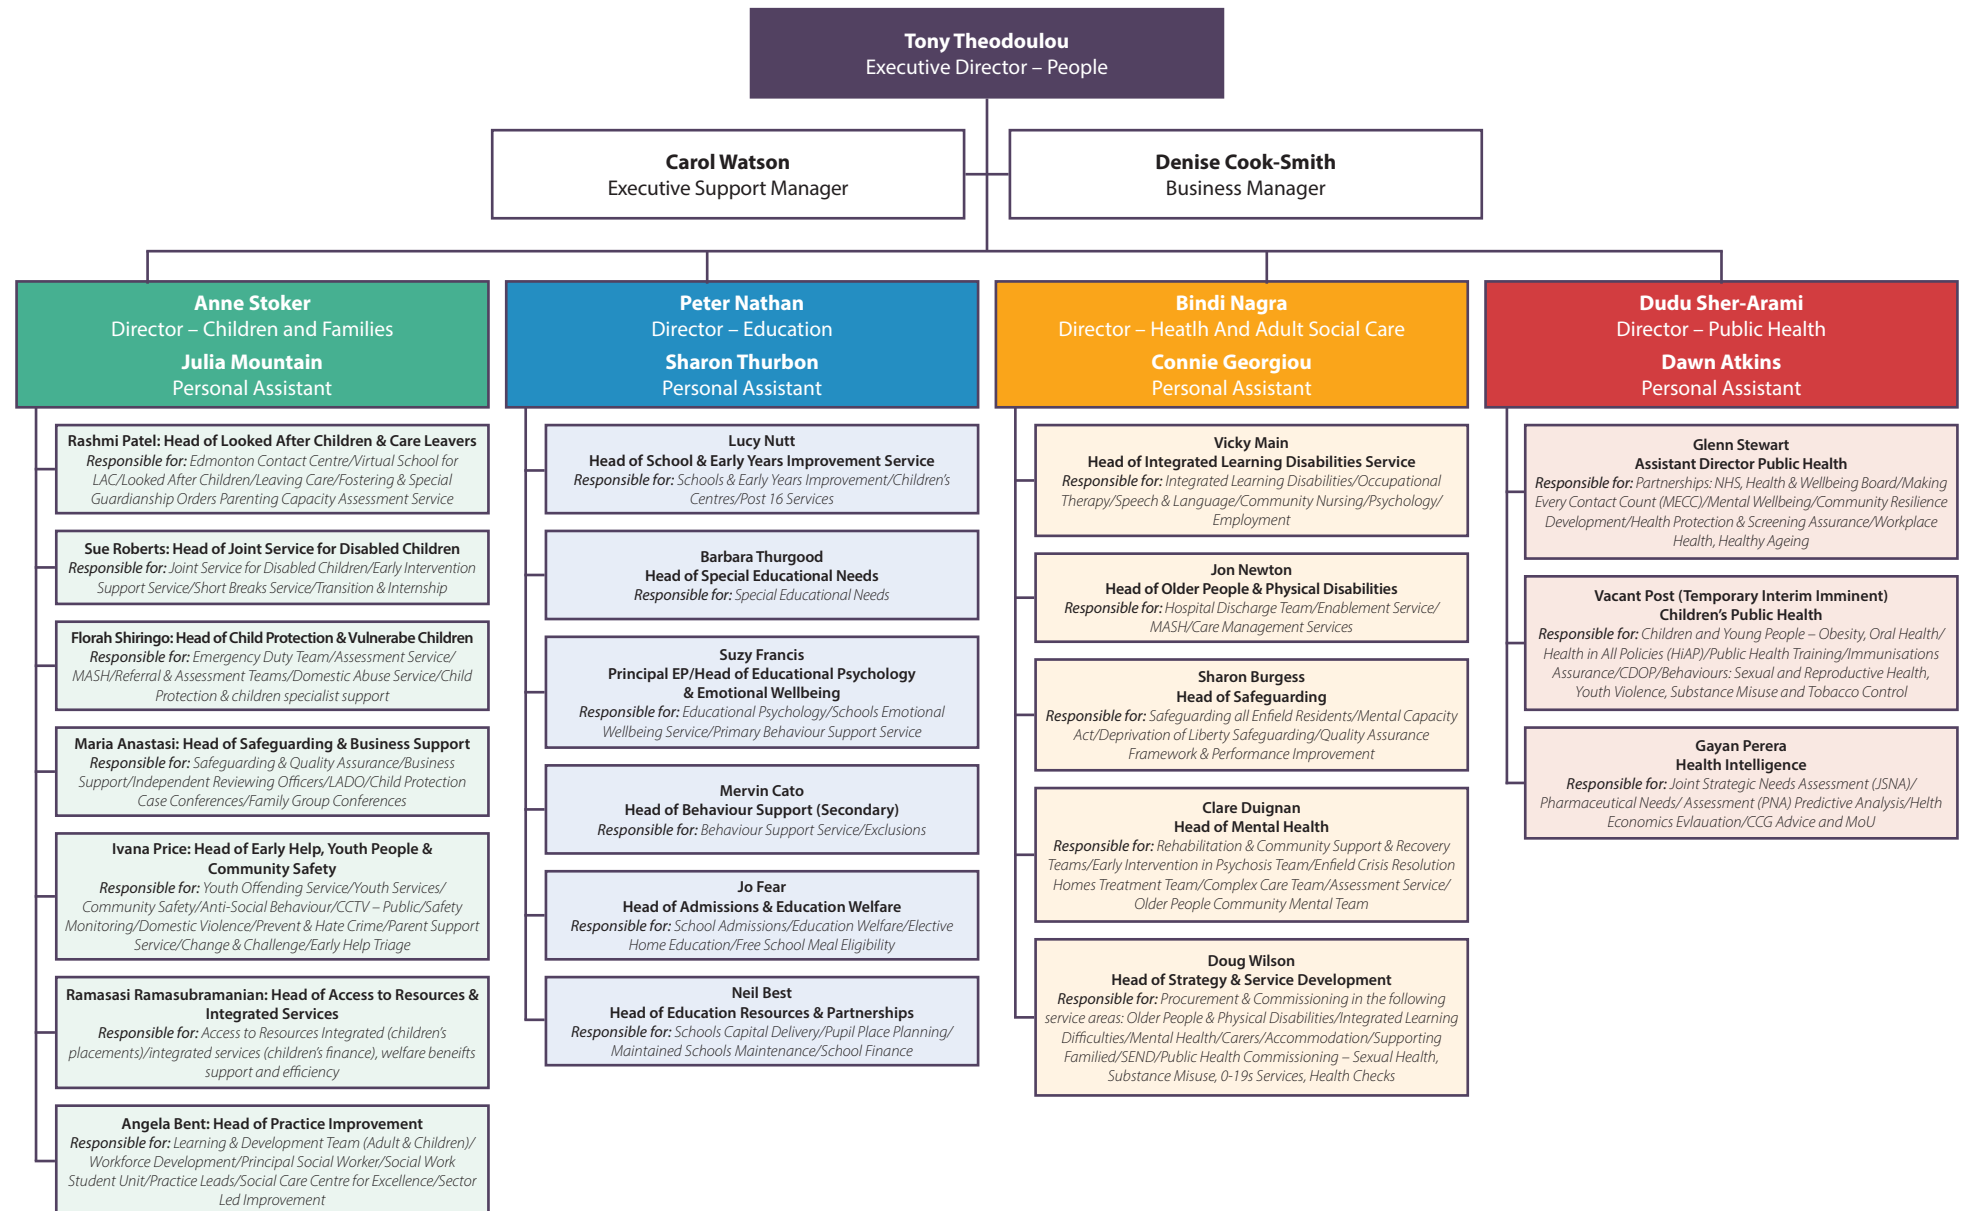 Tony Theodoulou
Executive Director – People
Carol Watson
Executive Support Manager
Denise Cook-Smith
Business Manager
Anne Stoker
Director – Children and Families
Julia Mountain
Personal Assistant
Rashmi Patel: Head of Looked After Children & Care Leavers
Responsible for: Edmonton Contact Centre/Virtual School for
LAC/Looked After Children/Leaving Care/Fostering & Special
Guardianship Orders Parenting Capacity Assessment Service
Sue Roberts: Head of Joint Service for Disabled Children
Responsible for: Joint Service for Disabled Children/Early Intervention
Support Service/Short Breaks Service/Transition & Internship
Florah Shiringo: Head of Child Protection & Vulnerabe Children
Responsible for: Emergency Duty Team/Assessment Service/
MASH/Referral & Assessment Teams/Domestic Abuse Service/Child
Protection & children specialist support
Maria Anastasi: Head of Safeguarding & Business Support
Responsible for: Safeguarding & Quality Assurance/Business
Support/Independent Reviewing Officers/LADO/Child Protection
Case Conferences/Family Group Conferences
Ivana Price: Head of Early Help, Youth People &
Community Safety
Responsible for: Youth Offending Service/Youth Services/
Community Safety/Anti-Social Behaviour/CCTV – Public/Safety
Monitoring/Domestic Violence/Prevent & Hate Crime/Parent Support
Service/Change & Challenge/Early Help Triage
Ramasasi Ramasubramanian: Head of Access to Resources &
Integrated Services
Responsible for: Access to Resources Integrated (children's
placements)/integrated services (children's finance), welfare beneifts
support and efficiency
Angela Bent: Head of Practice Improvement
Responsible for: Learning & Development Team (Adult & Children)/
Workforce Development/Principal Social Worker/Social Work
Student Unit/Practice Leads/Social Care Centre for Excellence/Sector
Led Improvement
Peter Nathan
Director – Education
Sharon Thurbon
Personal Assistant
Lucy Nutt
Head of School & Early Years Improvement Service
Responsible for: Schools & Early Years Improvement/Children's
Centres/Post 16 Services
Barbara Thurgood
Head of Special Educational Needs
Responsible for: Special Educational Needs
Suzy Francis
Principal EP/Head of Educational Psychology
& Emotional Wellbeing
Responsible for: Educational Psychology/Schools Emotional
Wellbeing Service/Primary Behaviour Support Service
Mervin Cato
Head of Behaviour Support (Secondary)
Responsible for: Behaviour Support Service/Exclusions
Jo Fear
Head of Admissions & Education Welfare
Responsible for: School Admissions/Education Welfare/Elective
Home Education/Free School Meal Eligibility
Neil Best
Head of Education Resources & Partnerships
Responsible for: Schools Capital Delivery/Pupil Place Planning/
Maintained Schools Maintenance/School Finance
Bindi Nagra
Director – Heatlh And Adult Social Care
Connie Georgiou
Personal Assistant
Vicky Main
Head of Integrated Learning Disabilities Service
Responsible for: Integrated Learning Disabilities/Occupational
Therapy/Speech & Language/Community Nursing/Psychology/
Employment
Jon Newton
Head of Older People & Physical Disabilities
Responsible for: Hospital Discharge Team/Enablement Service/
MASH/Care Management Services
Sharon Burgess
Head of Safeguarding
Responsible for: Safeguarding all Enfield Residents/Mental Capacity
Act/Deprivation of Liberty Safeguarding/Quality Assurance
Framework & Performance Improvement
Clare Duignan
Head of Mental Health
Responsible for: Rehabilitation & Community Support & Recovery
Teams/Early Intervention in Psychosis Team/Enfield Crisis Resolution
Homes Treatment Team/Complex Care Team/Assessment Service/
Older People Community Mental Team
Doug Wilson
Head of Strategy & Service Development
Responsible for: Procurement & Commissioning in the following
service areas: Older People & Physical Disabilities/Integrated Learning
Difficulties/Mental Health/Carers/Accommodation/Supporting
Familied/SEND/Public Health Commissioning – Sexual Health,
Substance Misuse, 0-19s Services, Health Checks
Dudu Sher-Arami
Director – Public Health
Dawn Atkins
Personal Assistant
Glenn Stewart
Assistant Director Public Health
Responsible for: Partnerships: NHS, Health & Wellbeing Board/Making
Every Contact Count (MECC)/Mental Wellbeing/Community Resilience
Development/Health Protection & Screening Assurance/Workplace
Health, Healthy Ageing
Vacant Post (Temporary Interim Imminent)
Children's Public Health
Responsible for: Children and Young People – Obesity, Oral Health/
Health in All Policies (HiAP)/Public Health Training/Immunisations
Assurance/CDOP/Behaviours: Sexual and Reproductive Health,
Youth Violence, Substance Misuse and Tobacco Control
Gayan Perera
Health Intelligence
Responsible for: Joint Strategic Needs Assessment (JSNA)/
Pharmaceutical Needs/ Assessment (PNA) Predictive Analysis/Helth
Economics Evlauation/CCG Advice and MoU